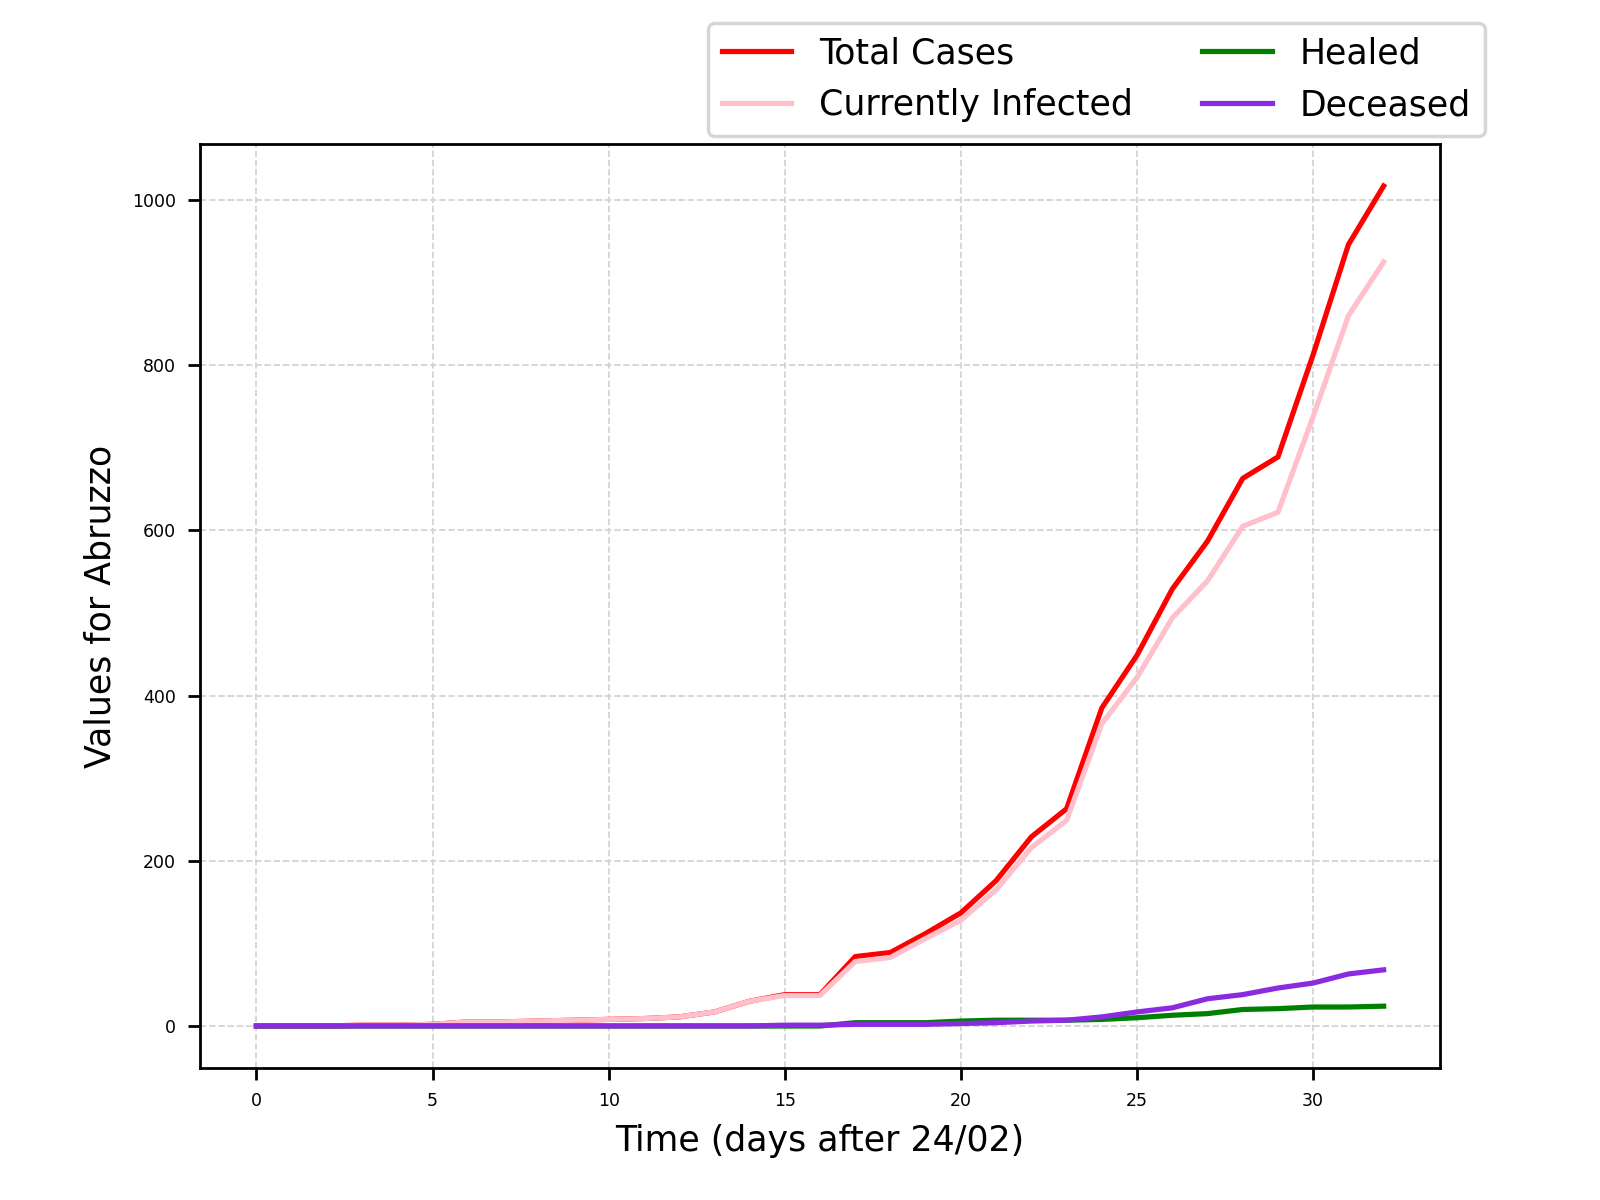 Total Cases
Currently Infected
Healed
Deceased
Values for Abruzzo
1000
800
600
400
200
0
0 5 10 15 20 25 30
Time (days after 24/02)